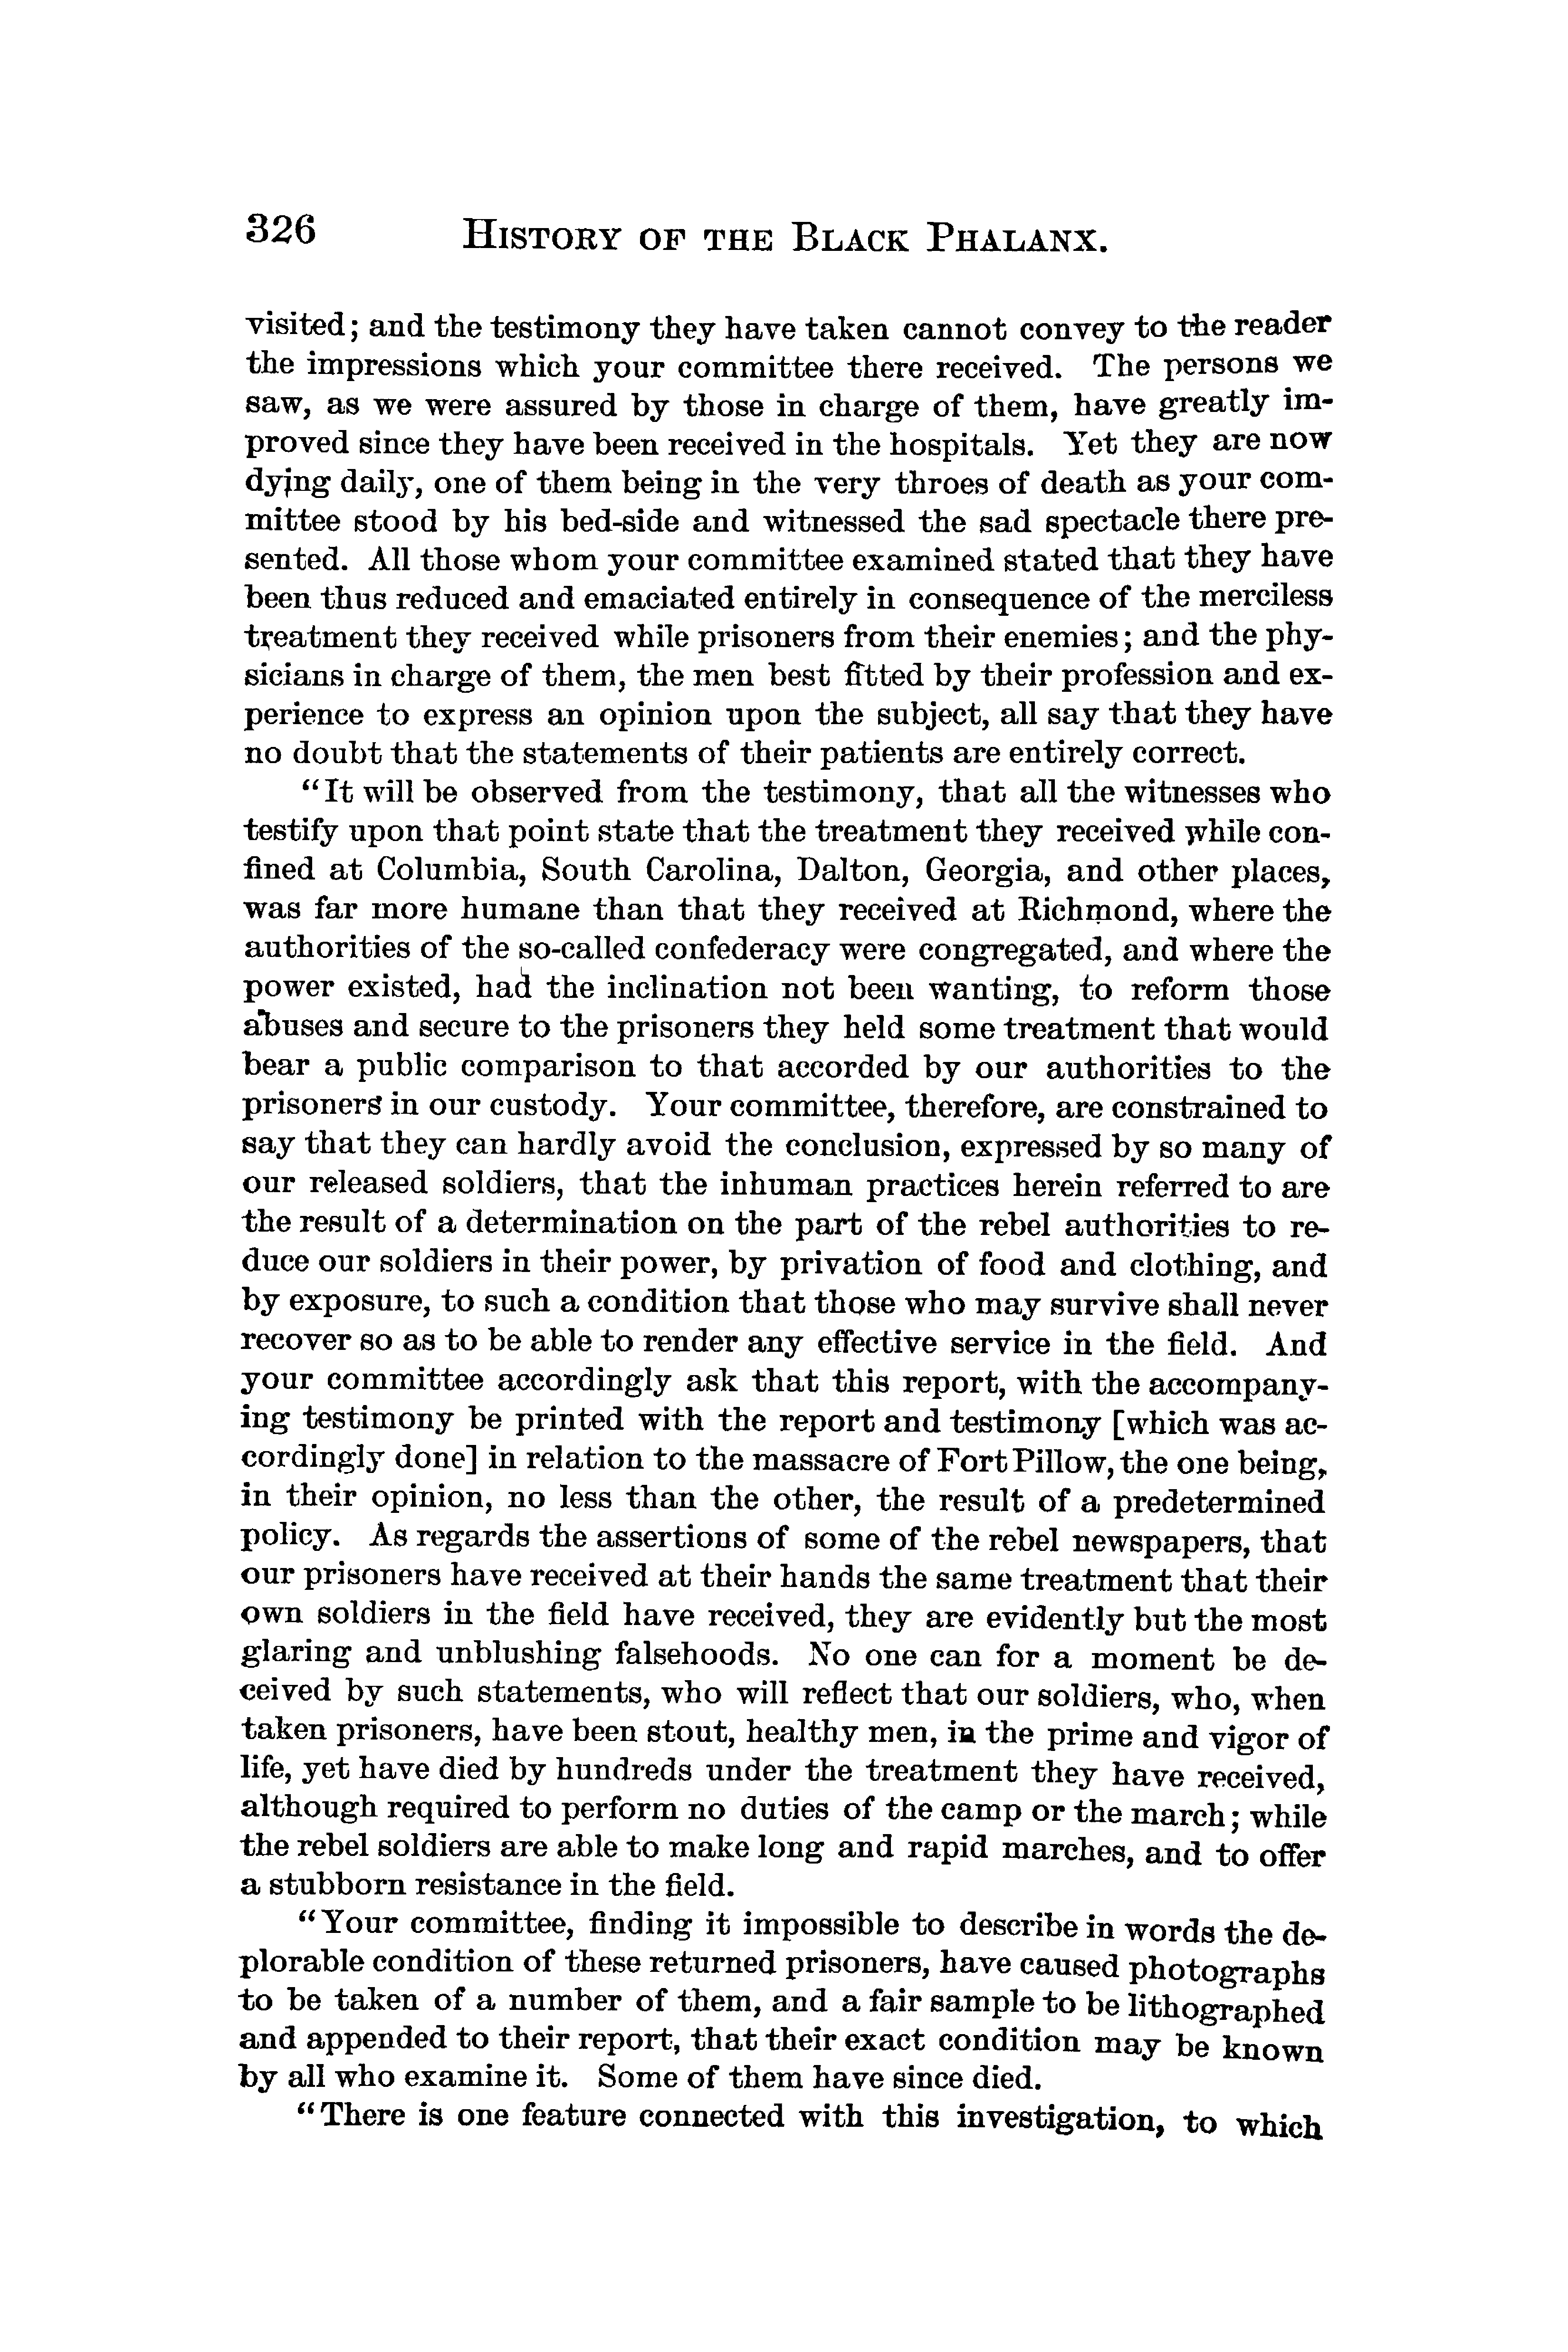 326 HISTORY OF THE BLACK PHALANX.
visited; and the testimony they have taken cannot convey to the reader
the impressions which your committee there received. The persons we
saw, as we were assured by those in charge of them, have greatly im-
proved since they have been received in the hospitals. Yet they are now
dying daily, one of them being in the very throes of death as your com-
mittee stood by his bed-side and witnessed the sad spectacle there pre-
sented. All those whom your committee examined stated that they have
been thus reduced and emaciated entirely in consequence of the merciless
treatment they received while prisoners from their enemies; and the phy-
sicians in charge of them, the men best fitted by their profession and ex-
perience to express an opinion upon the subject, all say that they have
no doubt that the statements of their patients are entirely correct.
"It will be observed from the testimony, that all the witnesses who
testify upon that point state that the treatment they received while con-
fined at Columbia, South Carolina, Dalton, Georgia, and other places,
was far more humane than that they received at Richmond, where the
authorities of the so-called confederacy were congregated, and where the
power existed, had the inclination not been wanting, to reform those
abuses and secure to the prisoners they held some treatment that would
bear a public comparison to that accorded by our authorities to the
prisoners in our custody. Your committee, therefore, are constrained to
say that they can hardly avoid the conclusion, expressed by so many of
our released soldiers, that the inhuman practices herein referred to are
the result of a determination on the part of the rebel authorities to re-
duce our soldiers in their power, by privation of food and clothing, and
by exposure, to such a condition that those who may survive shall never
recover so as to be able to render any effective service in the field. And
your committee accordingly ask that this report, with the accompany-
ing testimony be printed with the report and testimony [which was ac-
cordingly done] in relation to the massacre of Fort Pillow, the one being,
in their opinion, no less than the other, the result of a predetermined
policy. As regards the assertions of some of the rebel newspapers, that
our prisoners have received at their hands the same treatment that their
own soldiers in the field have received, they are evidently but the most
glaring and unblushing falsehoods. No one can for a moment be de-
ceived by such statements, who will reflect that our soldiers, who, when
taken prisoners, have been stout, healthy men, in the prime and vigor of
life, yet have died by hundreds under the treatment they have received,
although required to perform no duties of the camp or the march; while
the rebel soldiers are able to make long and rapid marches, and to offer
a stubborn resistance in the field.
"Your committee, finding it impossible to describe in words the de-
plorable condition of these returned prisoners, have caused photographs
to be taken of a number of them, and a fair sample to be lithographed
and appended to their report, that their exact condition may be known
by all who examine it. Some of them have since died.
"There is one feature connected with this investigation, to which